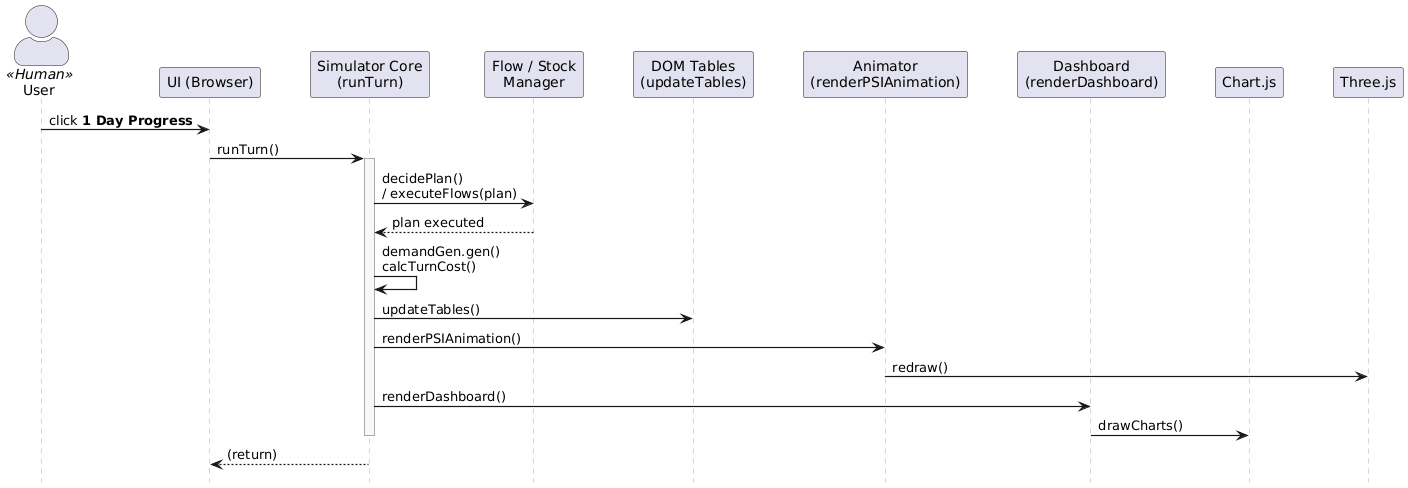 «Human»
User
UI (Browser)
Simulator Core
(runTurn)
Flow / Stock
Manager
DOM Tables
(updateTables)
Animator
(renderPSIAnimation)
Dashboard
(renderDashboard)
Chart.js
Three.js
click 1 Day Progress
runTurn()
decidePlan()
/ executeFlows(plan)
plan executed
demandGen.gen()
calcTurnCost()
updateTables()
renderPSIAnimation()
redraw()
renderDashboard()
drawCharts()
(return)